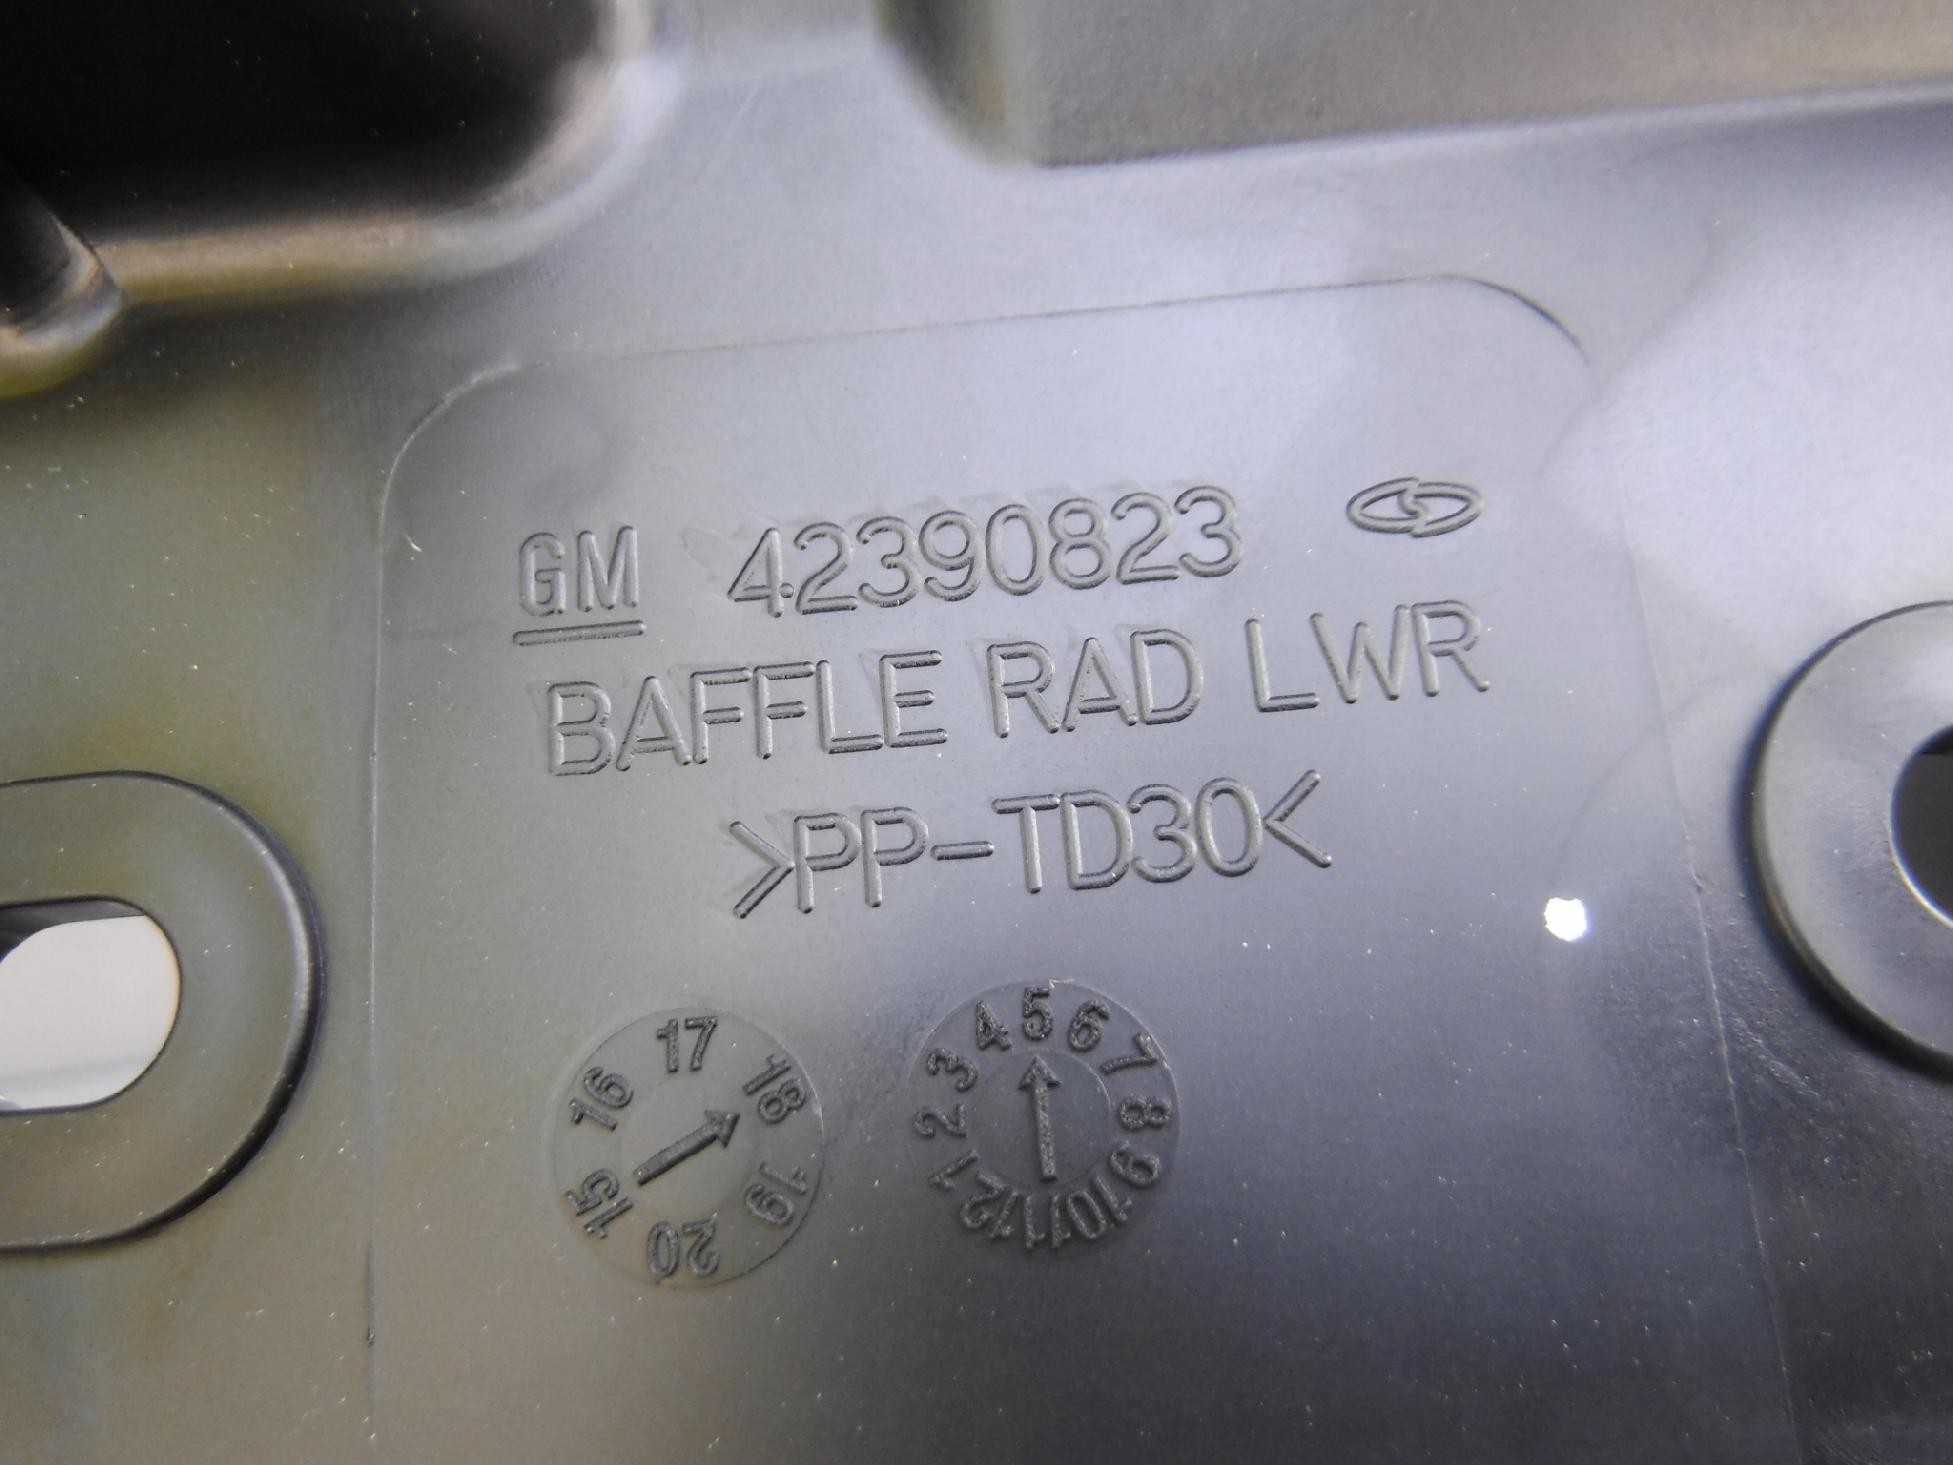 GM 42390823
BAFFLE RAD LWR
>PP-TD30<
15 16 17 18 19 20
1 2 3 4 5 6 7 8 9 10 11 12